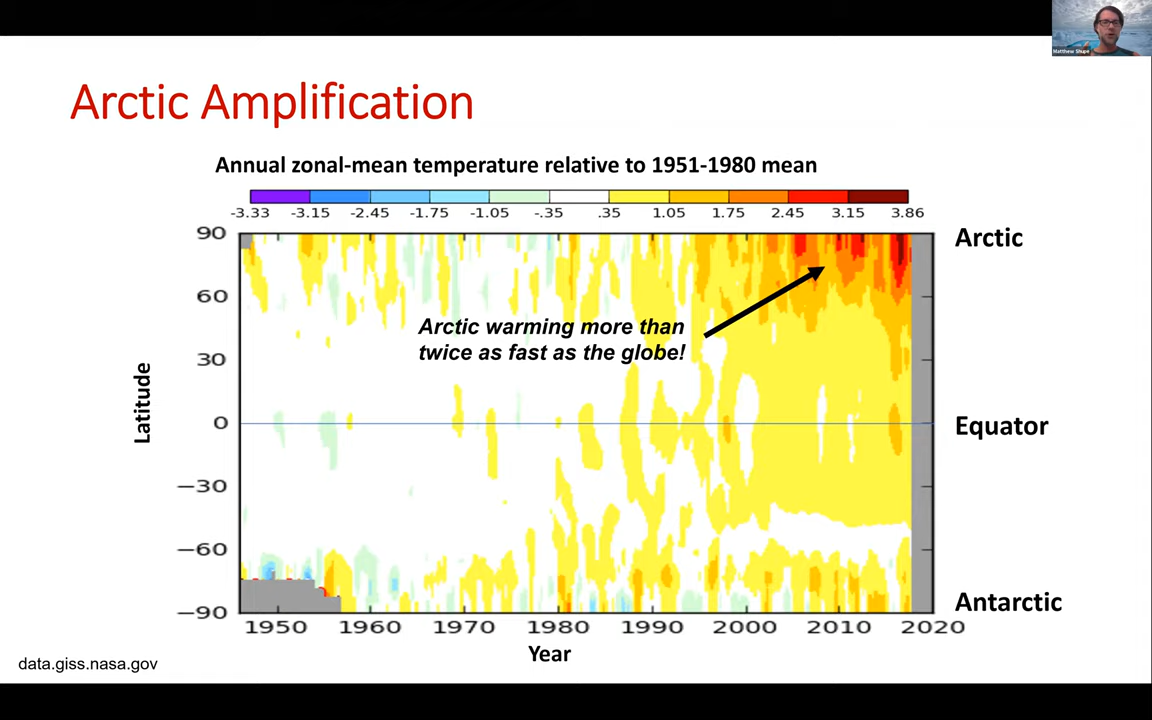 Matthew Shupe
Arctic Amplification
Annual zonal-mean temperature relative to 1951-1980 mean
-3.33 -3.15 -2.45 -1.75 -1.05 -.35 .35 1.05 1.75 2.45 3.15 3.86
90
Arctic
60
Arctic warming more than
twice as fast as the globe!
30
Latitude
0
Equator
−30
−60
−90
Antarctic
1950 1960 1970 1980 1990 2000 2010 2020
Year
data.giss.nasa.gov